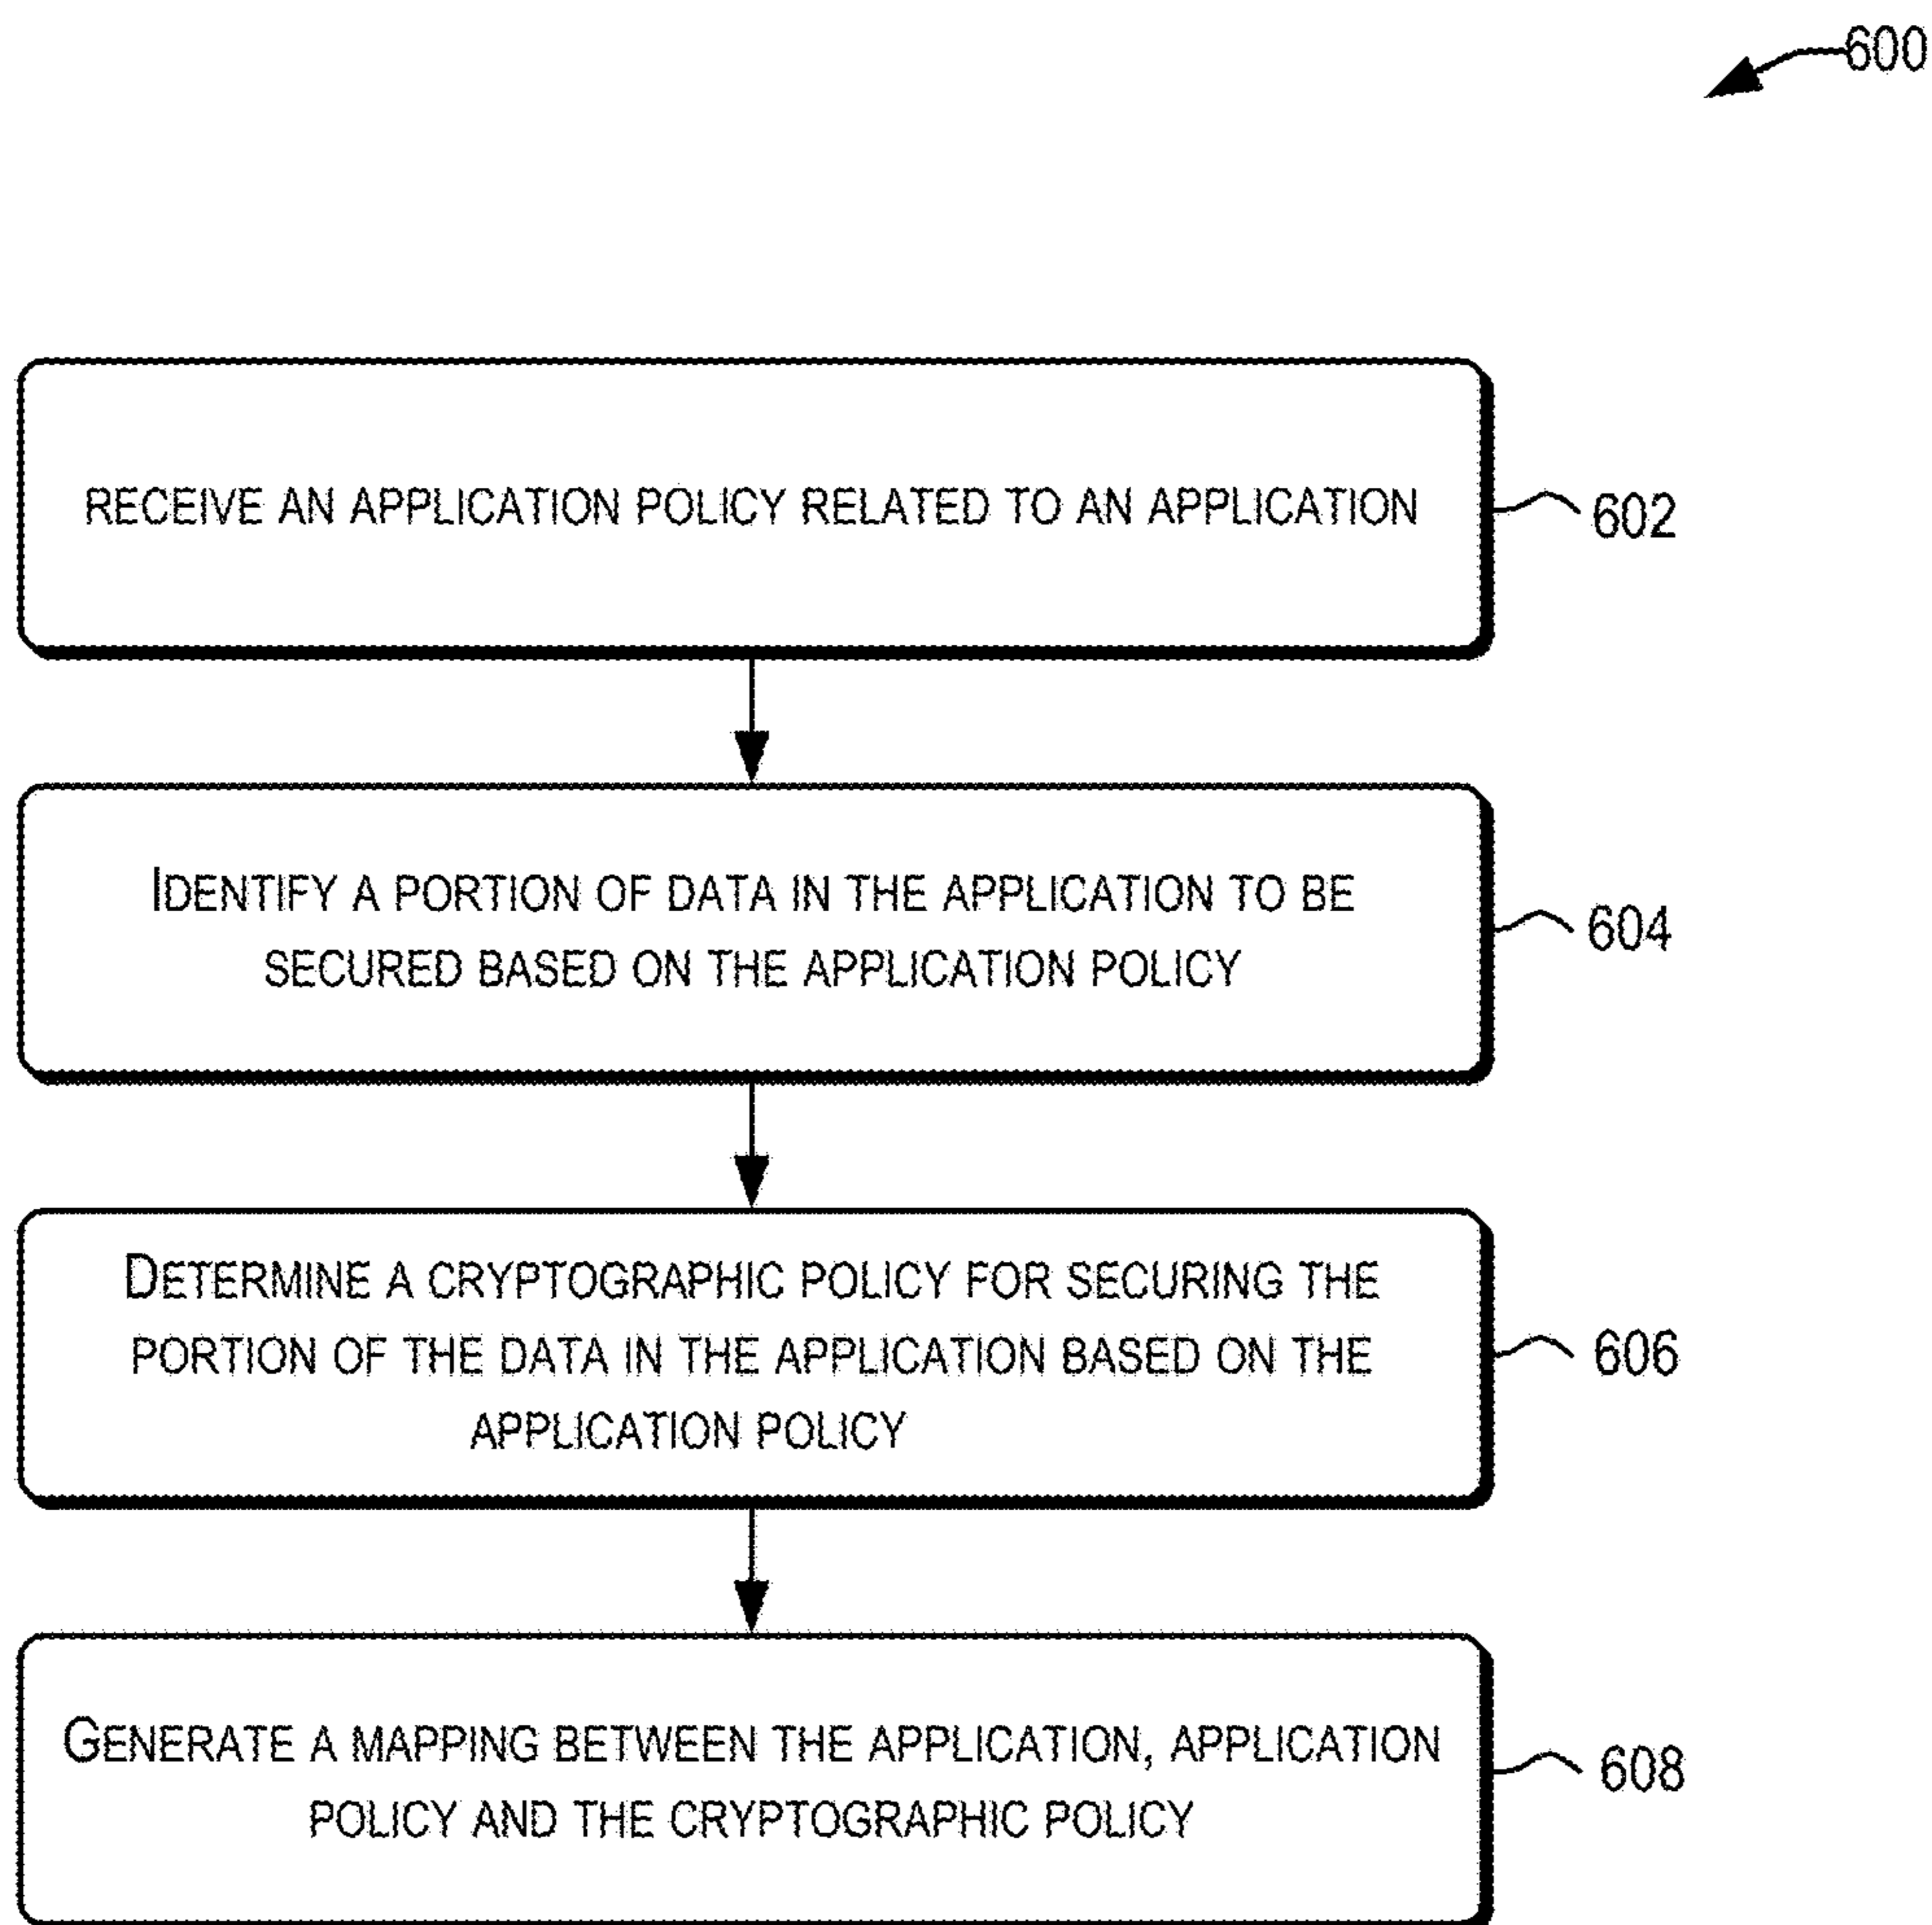 600
RECEIVE AN APPLICATION POLICY RELATED TO AN APPLICATION
602
IDENTIFY A PORTION OF DATA IN THE APPLICATION TO BE
SECURED BASED ON THE APPLICATION POLICY
604
DETERMINE A CRYPTOGRAPHIC POLICY FOR SECURING THE
PORTION OF THE DATA IN THE APPLICATION BASED ON THE
APPLICATION POLICY
606
GENERATE A MAPPING BETWEEN THE APPLICATION, APPLICATION
POLICY AND THE CRYPTOGRAPHIC POLICY
608